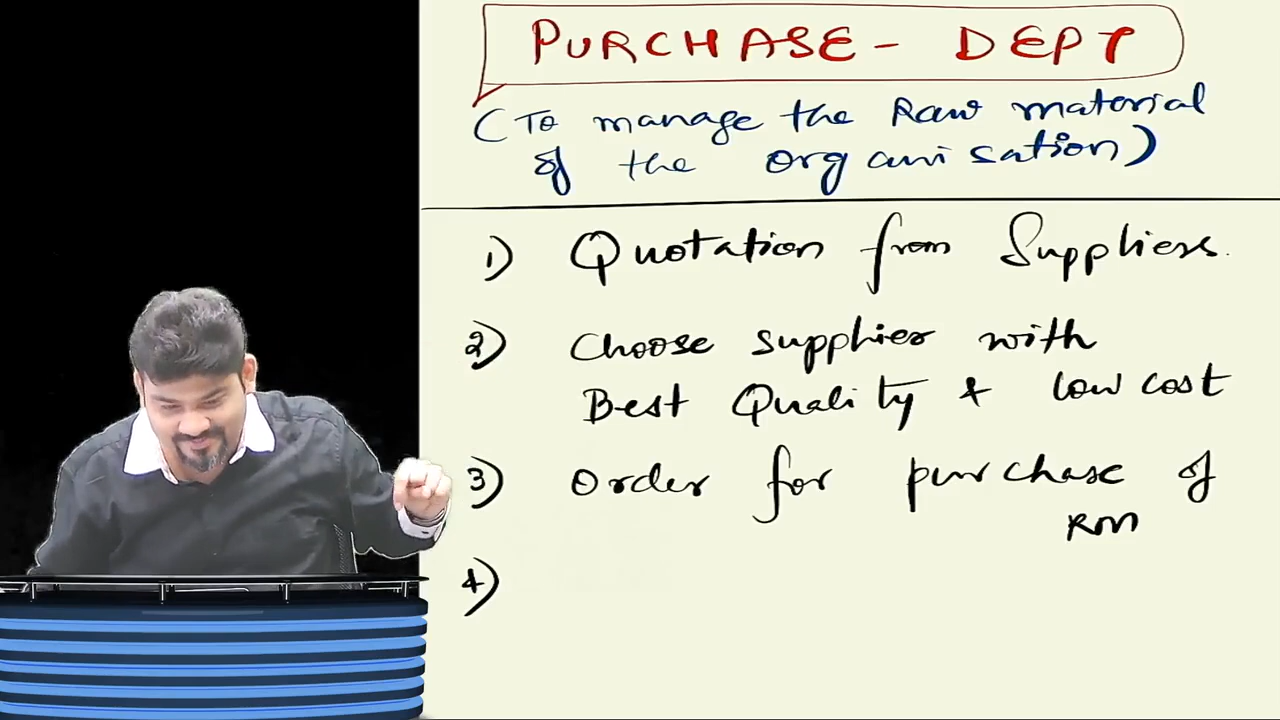 PURCHASE - DEPT
(To manage the Raw material
of the organisation)
1) Quotation from Suppliers.
2) Choose supplier with
Best Quality & low cost
3) Order for purchase of
RM
4)